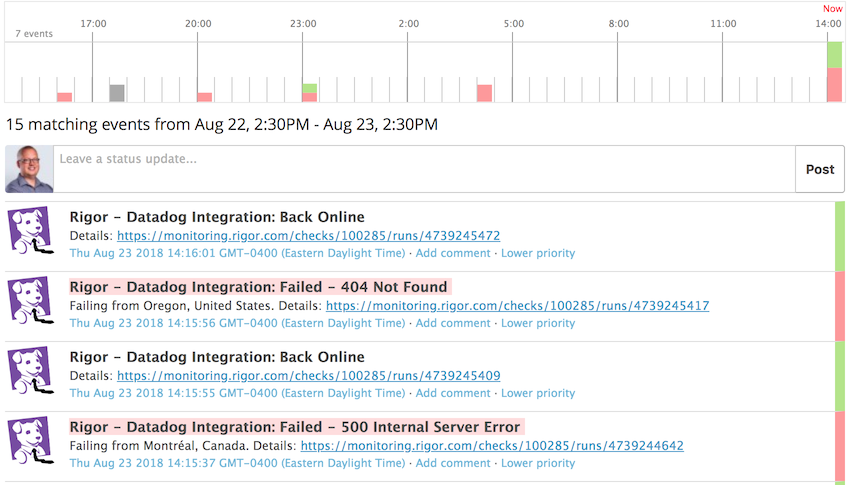 Now
17:00 20:00 23:00 2:00 5:00 8:00 11:00 14:00
7 events
15 matching events from Aug 22, 2:30PM - Aug 23, 2:30PM
Leave a status update...
Post
Rigor – Datadog Integration: Back Online
Details: https://monitoring.rigor.com/checks/100285/runs/4739245472
Thu Aug 23 2018 14:16:01 GMT-0400 (Eastern Daylight Time) · Add comment · Lower priority
Rigor – Datadog Integration: Failed – 404 Not Found
Failing from Oregon, United States. Details: https://monitoring.rigor.com/checks/100285/runs/4739245417
Thu Aug 23 2018 14:15:56 GMT-0400 (Eastern Daylight Time) · Add comment · Lower priority
Rigor – Datadog Integration: Back Online
Details: https://monitoring.rigor.com/checks/100285/runs/4739245409
Thu Aug 23 2018 14:15:55 GMT-0400 (Eastern Daylight Time) · Add comment · Lower priority
Rigor – Datadog Integration: Failed – 500 Internal Server Error
Failing from Montréal, Canada. Details: https://monitoring.rigor.com/checks/100285/runs/4739244642
Thu Aug 23 2018 14:15:37 GMT-0400 (Eastern Daylight Time) · Add comment · Lower priority